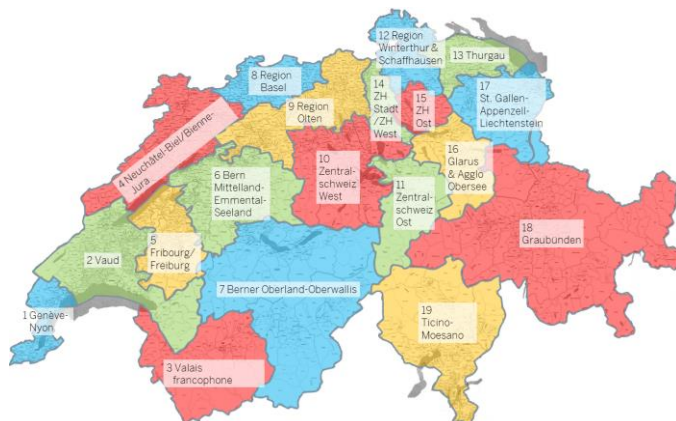 12 Region
Winterthur &
Schaffhausen
13 Thurgau
8 Region
Basel
14
ZH
Stadt/
ZH
West
15
ZH
Ost
17
St. Gallen-
Appenzell-
Liechtenstein
9 Region
Olten
4 Neuchâtel-Biel/Bienne-
Jura
10
Zentral-
schweiz
West
16
Glarus
& Agglo
Obersee
6 Bern
Mittelland-
Emmental-
Seeland
11
Zentral-
schweiz
Ost
18
Graubünden
5
Fribourg/
Freiburg
2 Vaud
7 Berner Oberland-Oberwallis
1 Genève-
Nyon
19
Ticino-
Moesano
3 Valais
francophone